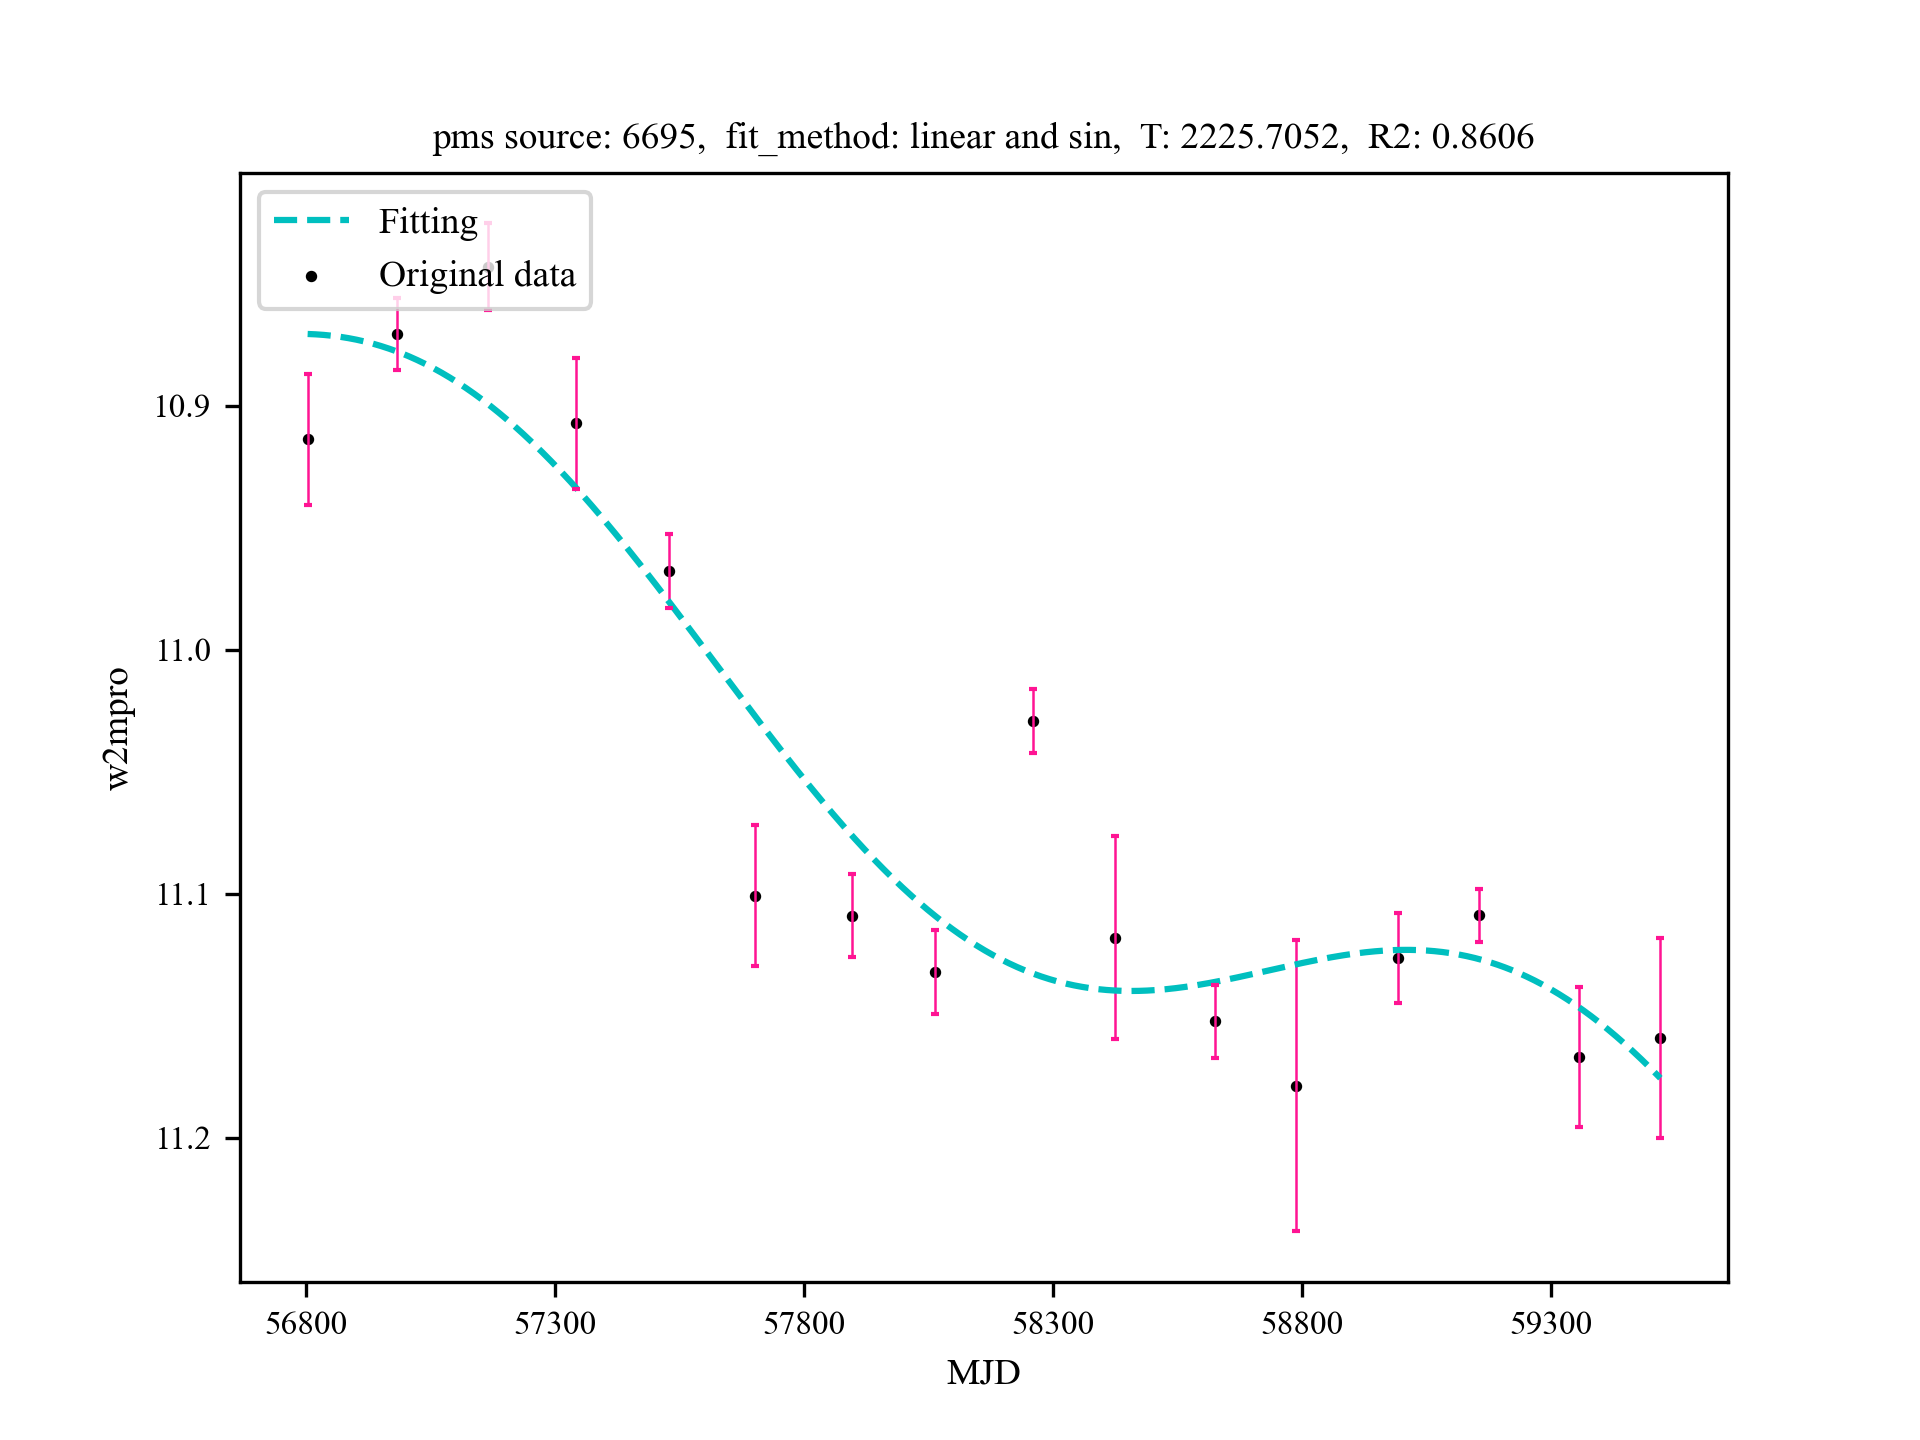 pms source: 6695, fit_method: linear and sin, T: 2225.7052, R2: 0.8606
Fitting
Original data
10.9
11.0
11.1
11.2
w2mpro
56800 57300 57800 58300 58800 59300
MJD